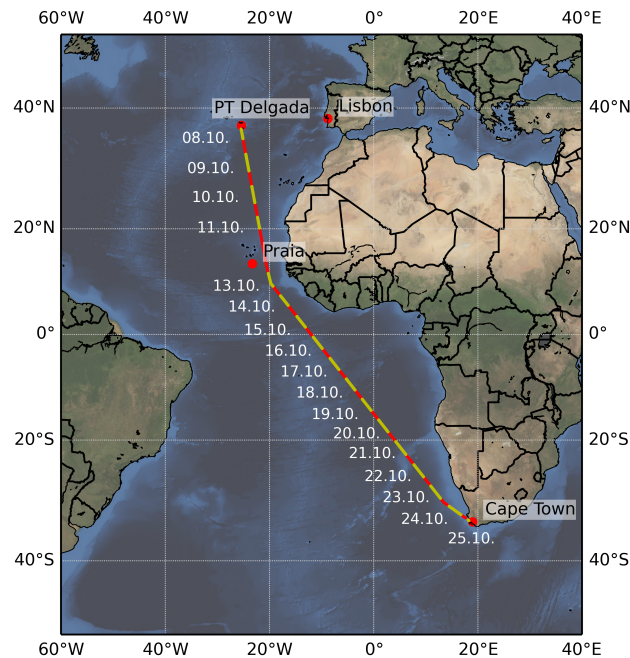 60°W 40°W 20°W 0° 20°E 40°E
40°N PT Delgada Lisbon 40°N
08.10.
09.10.
10.10.
11.10.
20°N 20°N
Praia
13.10.
14.10.
15.10.
0° 0°
16.10.
17.10.
18.10.
19.10.
20.10.
20°S 20°S
21.10.
22.10.
23.10.
Cape Town
24.10.
25.10.
40°S 40°S
60°W 40°W 20°W 0° 20°E 40°E